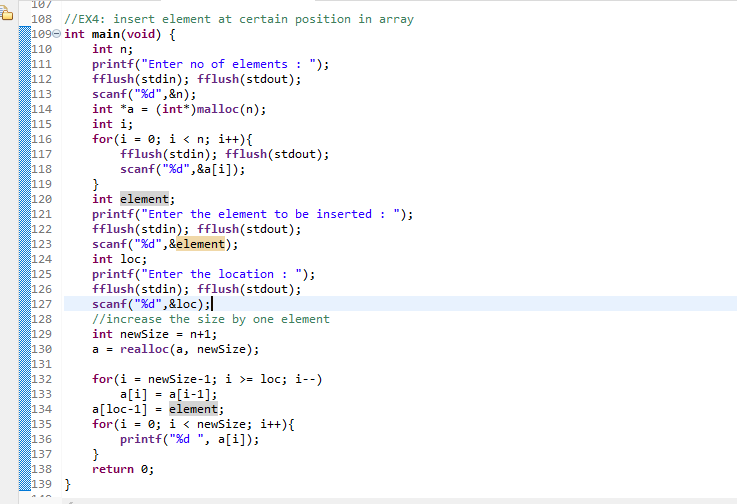 107
108 //EX4: insert element at certain position in array
109 int main(void) {
110 int n;
111 printf("Enter no of elements : ");
112 fflush(stdin); fflush(stdout);
113 scanf("%d",&n);
114 int *a = (int*)malloc(n);
115 int i;
116 for(i = 0; i < n; i++){
117 fflush(stdin); fflush(stdout);
118 scanf("%d",&a[i]);
119 }
120 int element;
121 printf("Enter the element to be inserted : ");
122 fflush(stdin); fflush(stdout);
123 scanf("%d",&element);
124 int loc;
125 printf("Enter the location : ");
126 fflush(stdin); fflush(stdout);
127 scanf("%d",&loc);
128 //increase the size by one element
129 int newSize = n+1;
130 a = realloc(a, newSize);
131
132 for(i = newSize-1; i >= loc; i--)
133 a[i] = a[i-1];
134 a[loc-1] = element;
135 for(i = 0; i < newSize; i++){
136 printf("%d ", a[i]);
137 }
138 return 0;
139 }